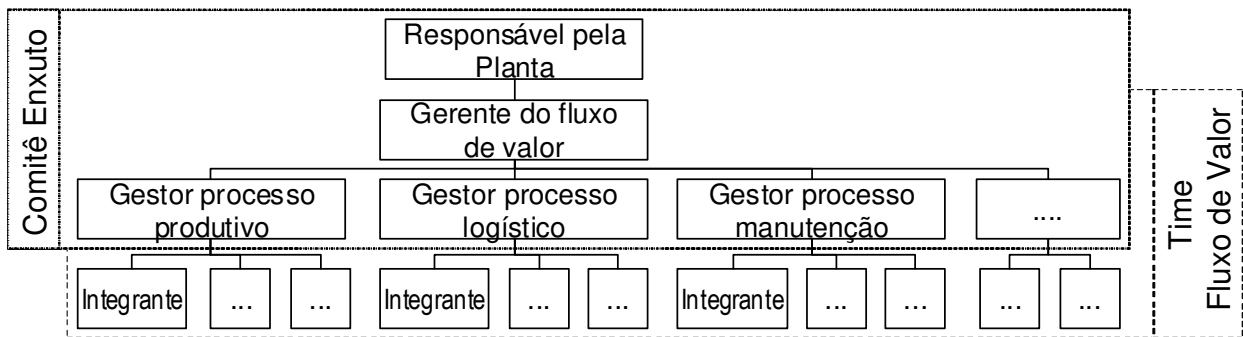 Comitê Enxuto
Responsável pela
Planta
Gerente do fluxo
de valor
Gestor processo
produtivo
Gestor processo
logístico
Gestor processo
manutenção
....
Integrante
...
...
Integrante
...
...
Integrante
...
...
...
...
Time
Fluxo de Valor